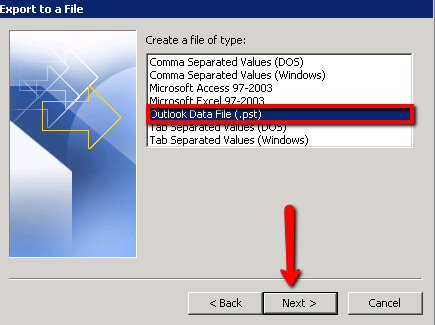 Export to a File
Create a file of type:
Comma Separated Values (DOS)
Comma Separated Values (Windows)
Microsoft Access 97-2003
Microsoft Excel 97-2003
Outlook Data File (.pst)
Tab Separated Values (DOS)
Tab Separated Values (Windows)
< Back
Next >
Cancel